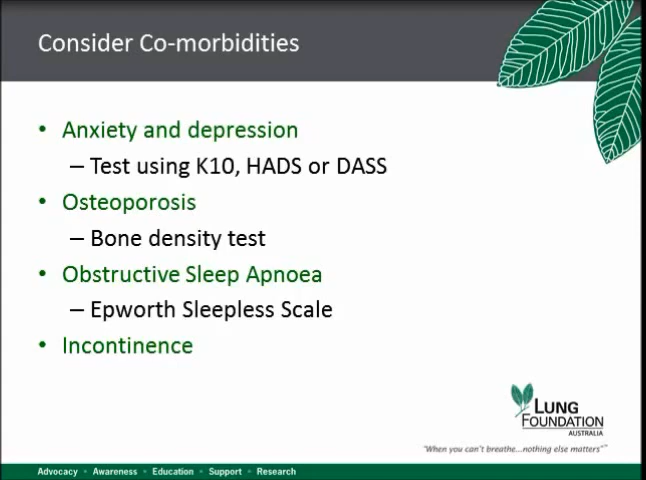 Consider Co-morbidities
• Anxiety and depression
– Test using K10, HADS or DASS
• Osteoporosis
– Bone density test
• Obstructive Sleep Apnoea
– Epworth Sleepless Scale
• Incontinence
LUNG
FOUNDATION
AUSTRALIA
"When you can't breathe...nothing else matters"™
Advocacy • Awareness • Education • Support • Research